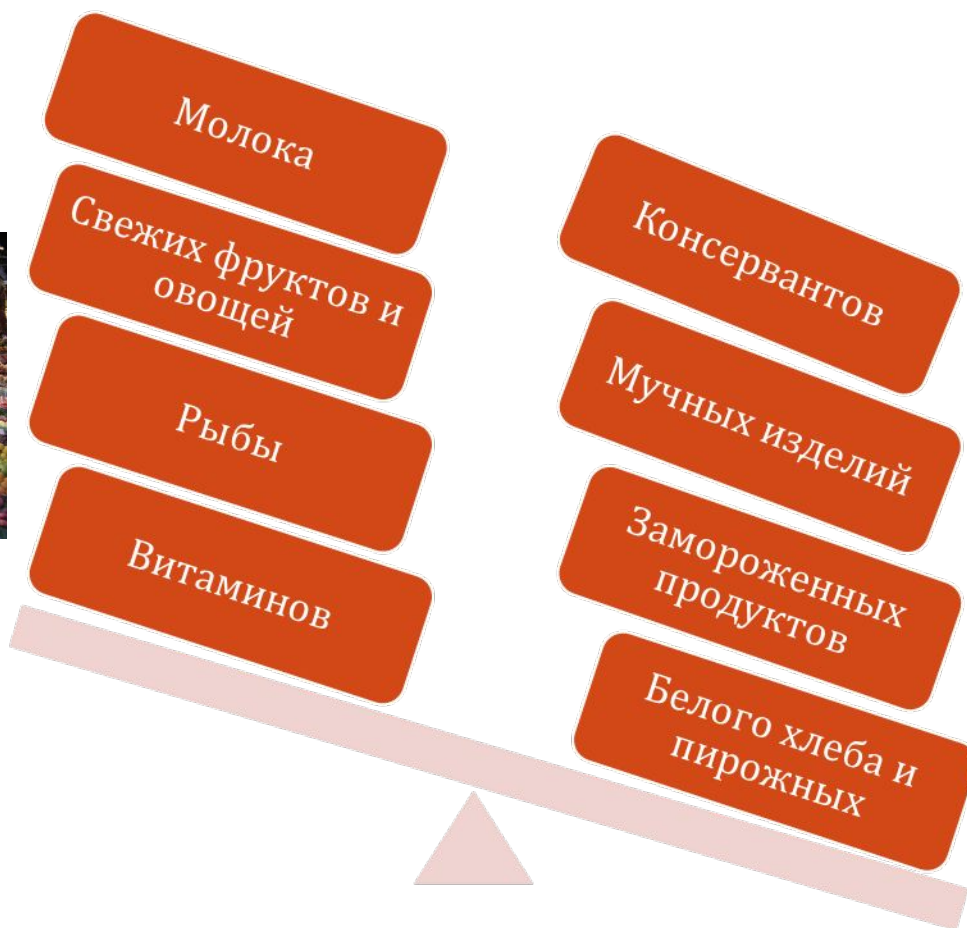 Молока
Свежих фруктов и
овощей
Рыбы
Витаминов
Консервантов
Мучных изделий
Замороженных
продуктов
Белого хлеба и
пирожных